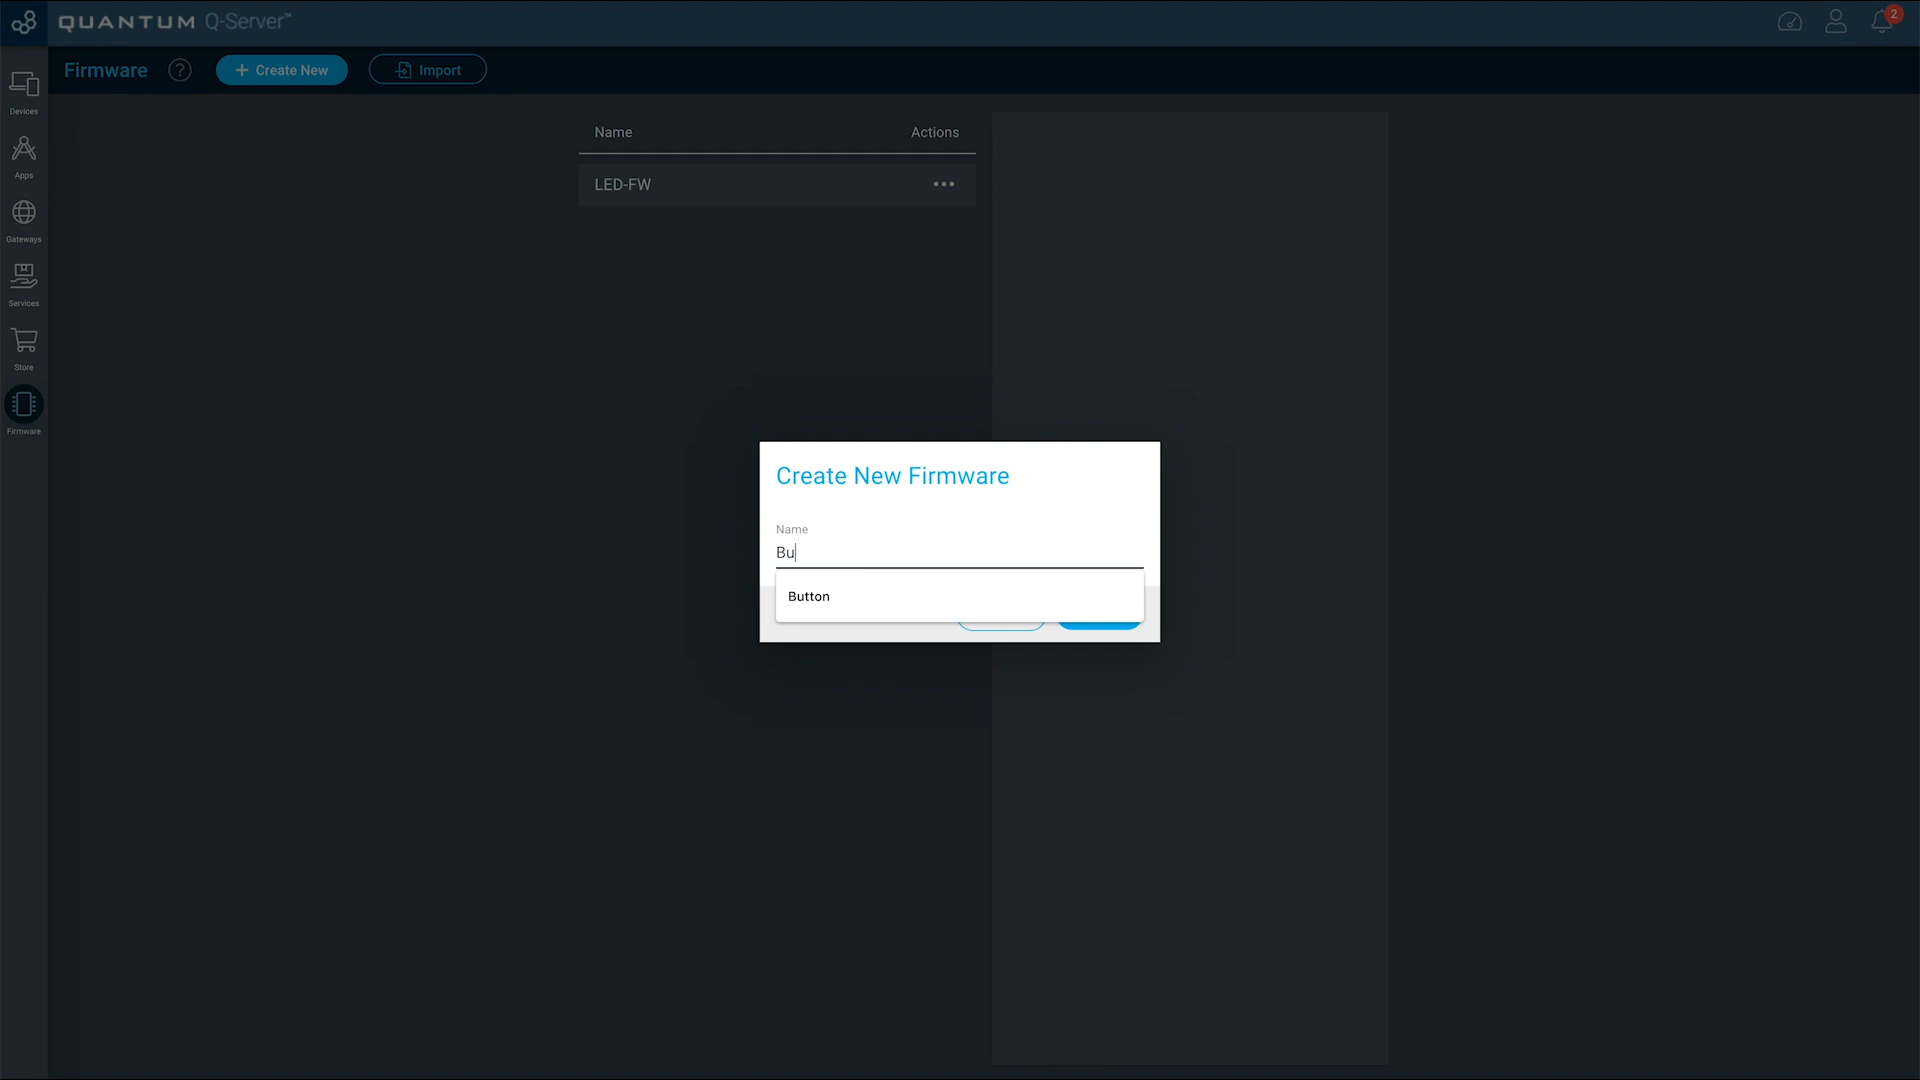 QUANTUM Q-Server™
2
Firmware
?
+ Create New
Import
Devices
Apps
Gateways
Services
Store
Firmware
Name
Actions
LED-FW
•••
Create New Firmware
Name
Bu
Button